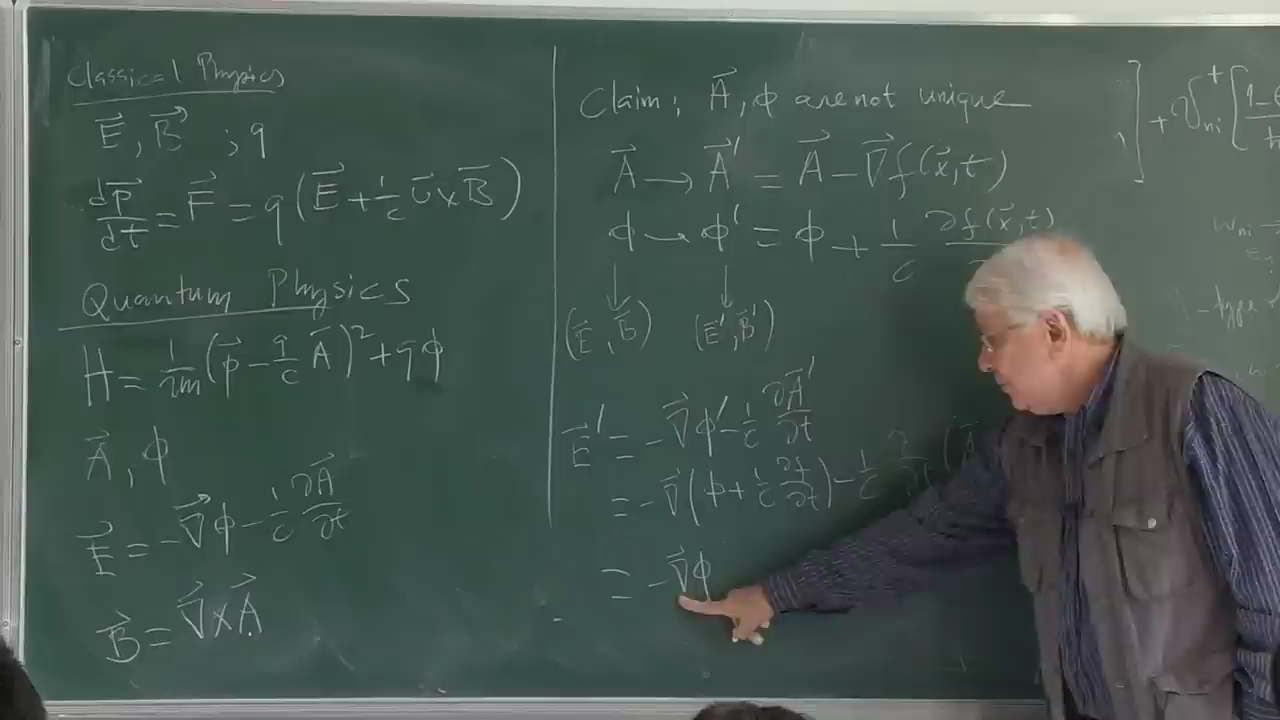 Classical Physics
E⃗, B⃗ ; q
dp⃗/dt = F⃗ = q(E⃗ + 1/c v⃗ × B⃗)
Quantum Physics
H = 1/2m (p⃗ − q/c A⃗)² + qϕ
A⃗, ϕ
E⃗ = −∇⃗ϕ − 1/c ∂A⃗/∂t
B⃗ = ∇⃗ × A⃗
Claim; A⃗, ϕ are not unique
A⃗ → A⃗′ = A⃗ − ∇⃗f(x⃗,t)
ϕ → ϕ′ = ϕ + 1/c ∂f(x⃗,t)
↓ ↓
(E⃗, B⃗) (E⃗′, B⃗′)
E⃗′ = −∇⃗ϕ′ − 1/c ∂A⃗′/∂t
= −∇⃗(ϕ + 1/c ∂f/∂t) − 1/c ∂/∂t (A⃗
= −∇⃗ϕ